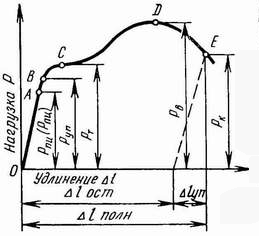 Нагрузка P
D
E
C
B
A
Pпц (Pпц)
Pуп
Pт
Pв
Pк
O
Удлинение Δl
Δl ост
Δlуп
Δl полн